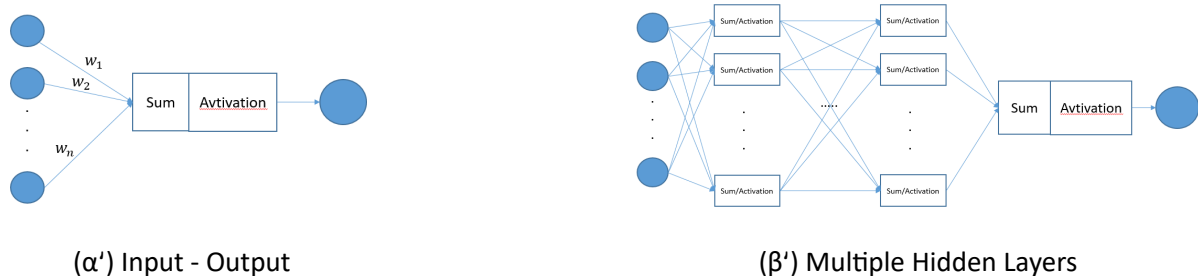 w₁
w₂
wₙ
Sum
Avtivation
(α') Input - Output
Sum/Activation
Sum/Activation
Sum/Activation
Sum/Activation
Sum/Activation
Sum/Activation
Sum
Avtivation
(β') Multiple Hidden Layers